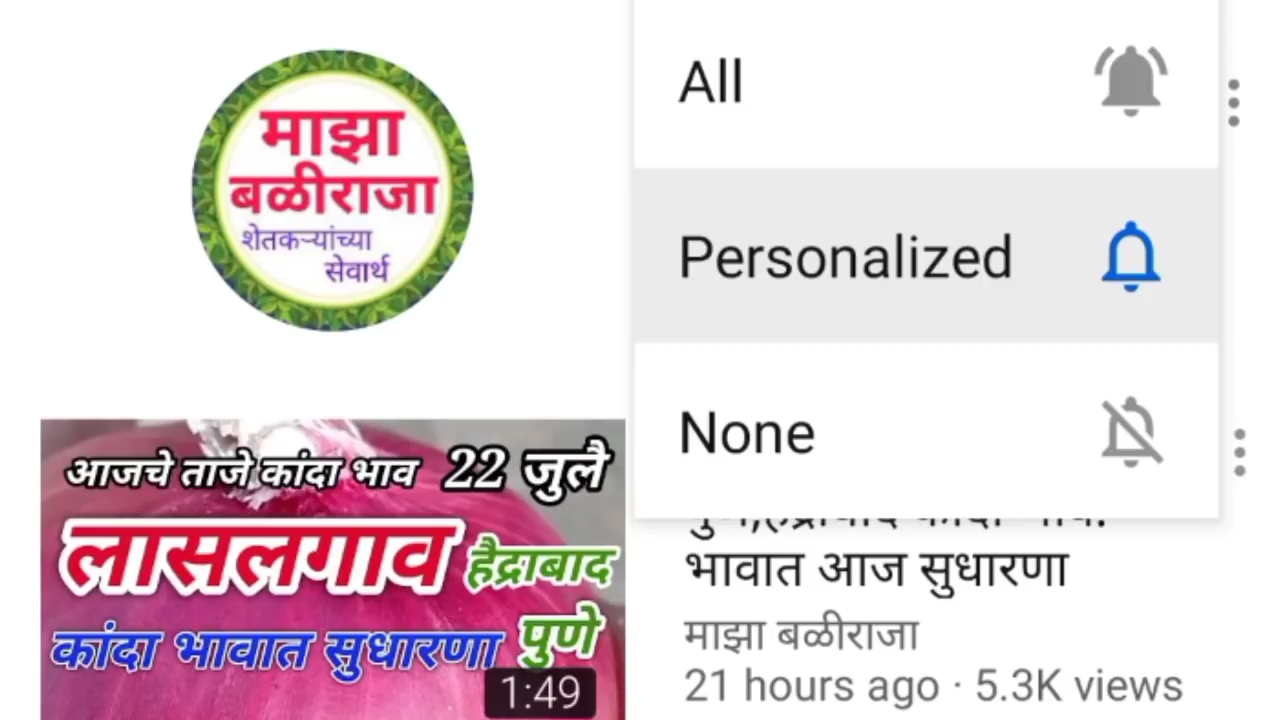 माझा
बळीराजा
शेतकऱ्यांच्या
सेवार्थ
All
Personalized
None
आजचे ताजे कांदा भाव 22 जुलै
लासलगाव हैद्राबाद
कांदा भावात सुधारणा पुणे
1:49
भावात आज सुधारणा
माझा बळीराजा
21 hours ago · 5.3K views